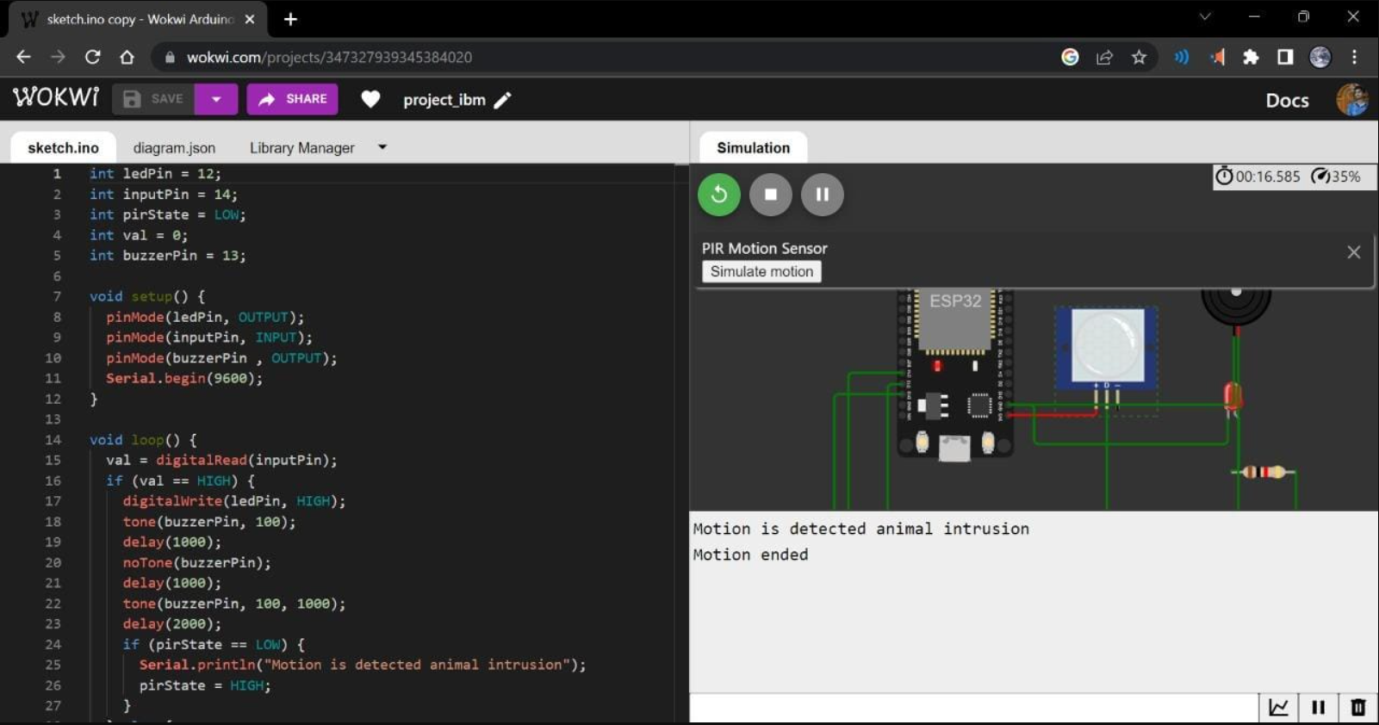 sketch.ino copy - Wokwi Arduino
wokwi.com/projects/347327939345384020
WOKWI SAVE SHARE project_ibm Docs
sketch.ino diagram.json Library Manager
1 int ledPin = 12;
2 int inputPin = 14;
3 int pirState = LOW;
4 int val = 0;
5 int buzzerPin = 13;
6
7 void setup() {
8 pinMode(ledPin, OUTPUT);
9 pinMode(inputPin, INPUT);
10 pinMode(buzzerPin , OUTPUT);
11 Serial.begin(9600);
12 }
13
14 void loop() {
15 val = digitalRead(inputPin);
16 if (val == HIGH) {
17 digitalWrite(ledPin, HIGH);
18 tone(buzzerPin, 100);
19 delay(1000);
20 noTone(buzzerPin);
21 delay(1000);
22 tone(buzzerPin, 100, 1000);
23 delay(2000);
24 if (pirState == LOW) {
25 Serial.println("Motion is detected animal intrusion");
26 pirState = HIGH;
27 }
Simulation
00:16.585 35%
PIR Motion Sensor
Simulate motion
ESP32
Motion is detected animal intrusion
Motion ended